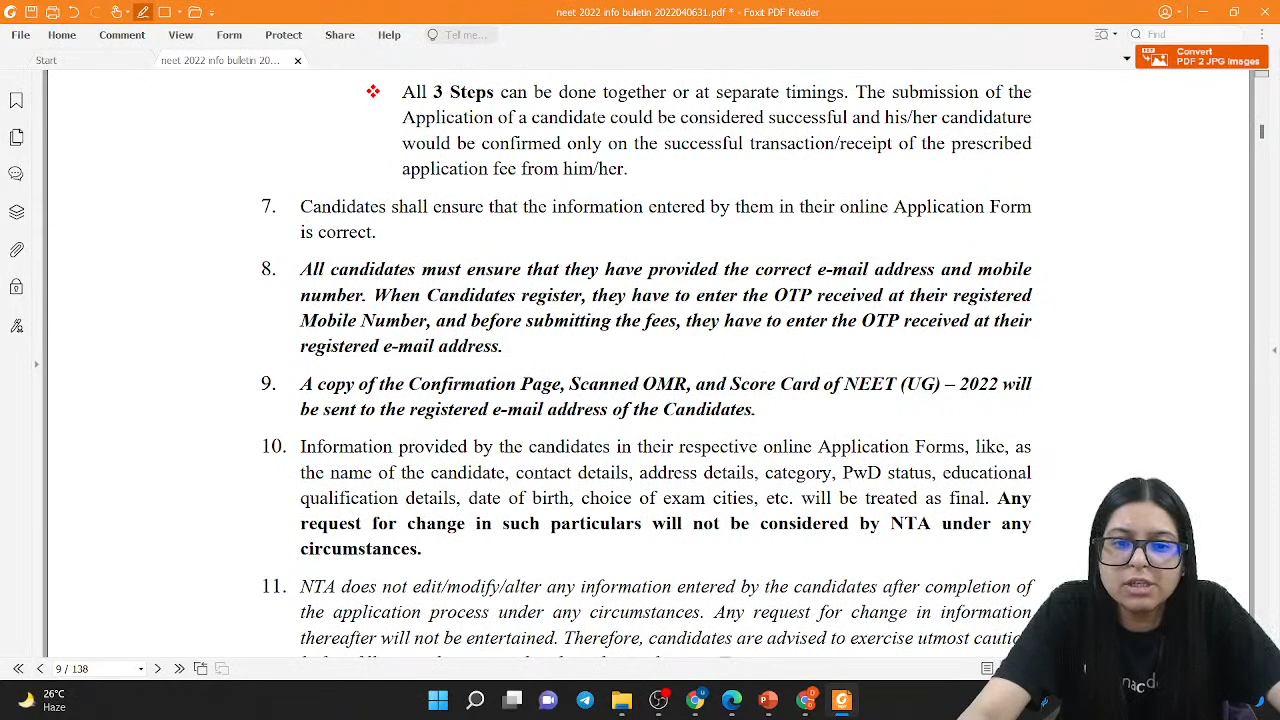 neet 2022 info buletin 2022040631.pdf * - Foxit PDF Reader
File Home Comment View Form Protect Share Help Tell me... Find
Start neet 2022 info buletin 20...
Convert
PDF 2 JPG Images
All 3 Steps can be done together or at separate timings. The submission of the
Application of a candidate could be considered successful and his/her candidature
would be confirmed only on the successful transaction/receipt of the prescribed
application fee from him/her.
7. Candidates shall ensure that the information entered by them in their online Application Form
is correct.
8. All candidates must ensure that they have provided the correct e-mail address and mobile
number. When Candidates register, they have to enter the OTP received at their registered
Mobile Number, and before submitting the fees, they have to enter the OTP received at their
registered e-mail address.
9. A copy of the Confirmation Page, Scanned OMR, and Score Card of NEET (UG) – 2022 will
be sent to the registered e-mail address of the Candidates.
10. Information provided by the candidates in their respective online Application Forms, like, as
the name of the candidate, contact details, address details, category, PwD status, educational
qualification details, date of birth, choice of exam cities, etc. will be treated as final. Any
request for change in such particulars will not be considered by NTA under any
circumstances.
11. NTA does not edit/modify/alter any information entered by the candidates after completion of
the application process under any circumstances. Any request for change in information
thereafter will not be entertained. Therefore, candidates are advised to exercise utmost
9 / 138
26°C
Haze